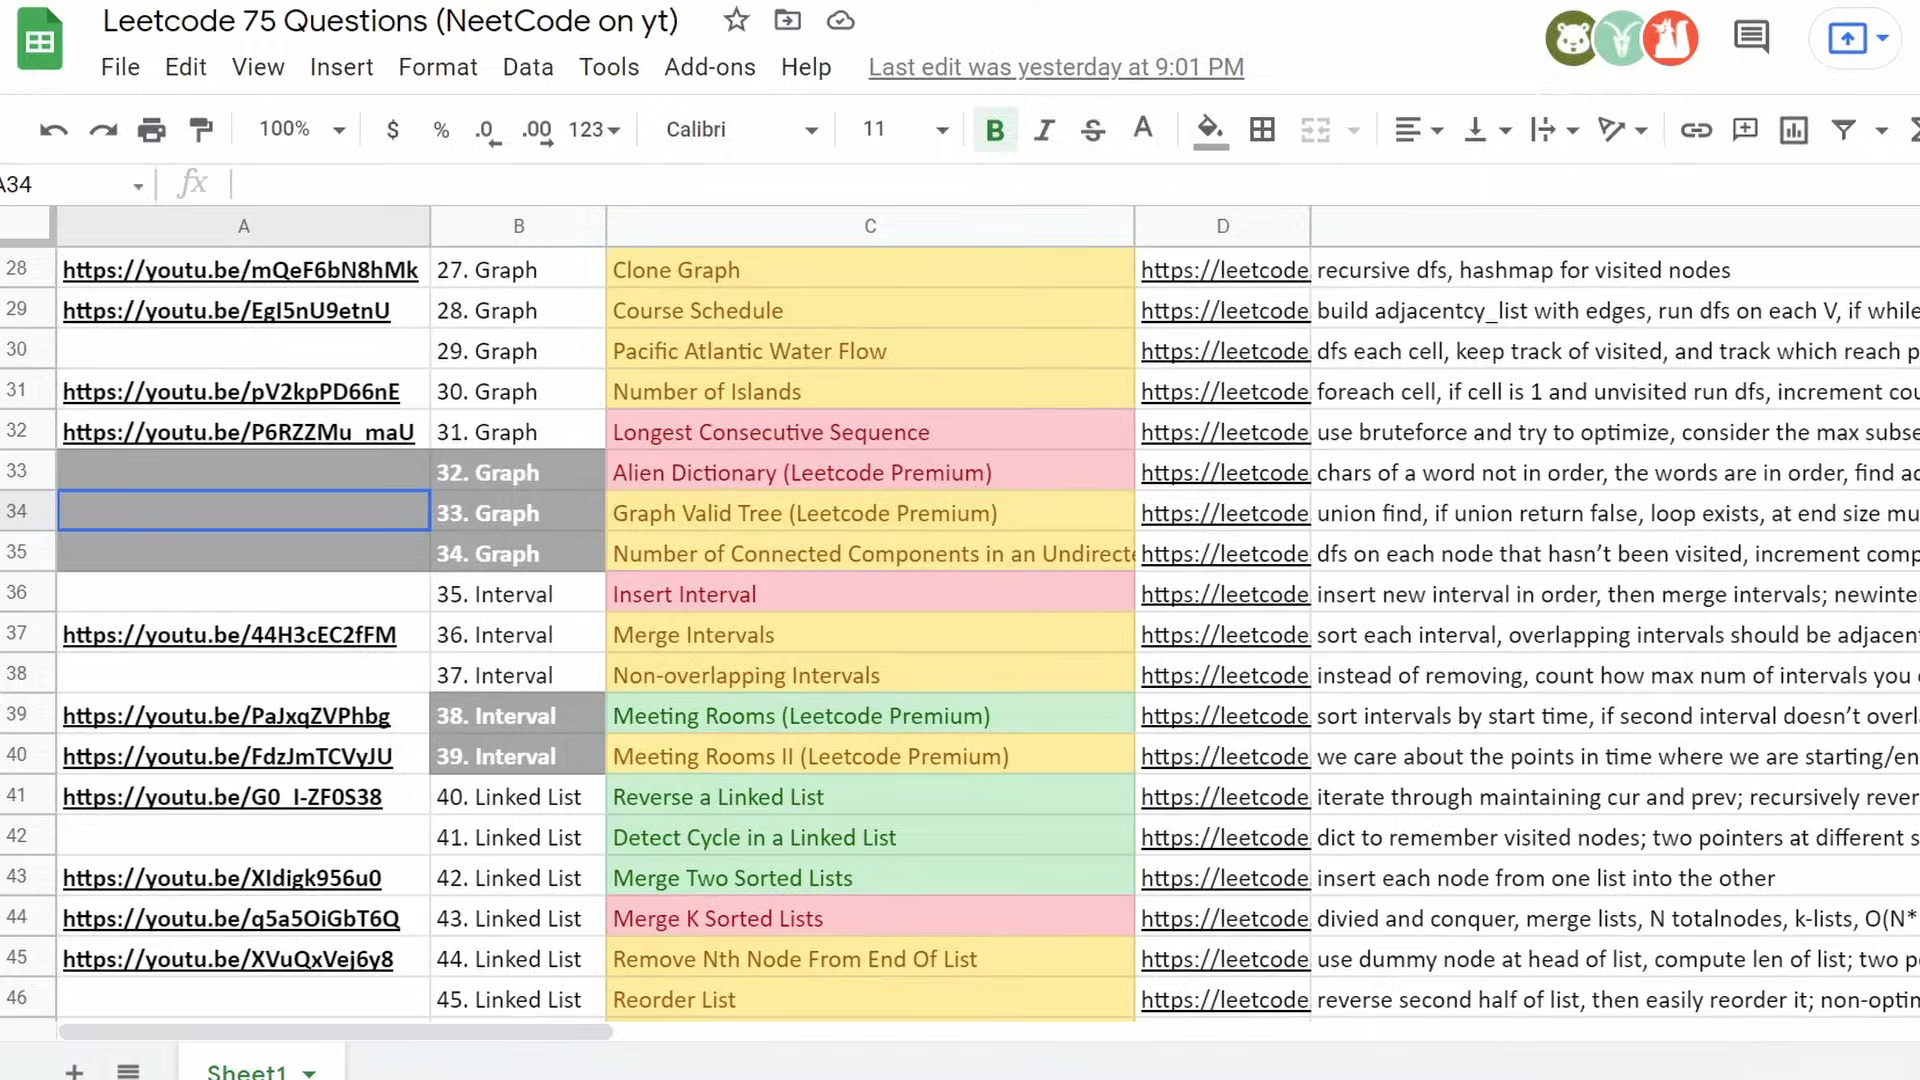 Leetcode 75 Questions (NeetCode on yt)
File Edit View Insert Format Data Tools Add-ons Help Last edit was yesterday at 9:01 PM
100% $ % .0 .00 123 Calibri 11 B I S A
A34 fx
A B C D
28 https://youtu.be/mQeF6bN8hMk 27. Graph Clone Graph https://leetcode. recursive dfs, hashmap for visited nodes
29 https://youtu.be/EgI5nU9etnU 28. Graph Course Schedule https://leetcode. build adjacentcy_list with edges, run dfs on each V, if while
30 29. Graph Pacific Atlantic Water Flow https://leetcode. dfs each cell, keep track of visited, and track which reach p
31 https://youtu.be/pV2kpPD66nE 30. Graph Number of Islands https://leetcode. foreach cell, if cell is 1 and unvisited run dfs, increment cou
32 https://youtu.be/P6RZZMu_maU 31. Graph Longest Consecutive Sequence https://leetcode. use bruteforce and try to optimize, consider the max subse
33 32. Graph Alien Dictionary (Leetcode Premium) https://leetcode. chars of a word not in order, the words are in order, find ad
34 33. Graph Graph Valid Tree (Leetcode Premium) https://leetcode. union find, if union return false, loop exists, at end size mu
35 34. Graph Number of Connected Components in an Undirecte https://leetcode. dfs on each node that hasn't been visited, increment comp
36 35. Interval Insert Interval https://leetcode. insert new interval in order, then merge intervals; newinter
37 https://youtu.be/44H3cEC2fFM 36. Interval Merge Intervals https://leetcode. sort each interval, overlapping intervals should be adjacen
38 37. Interval Non-overlapping Intervals https://leetcode. instead of removing, count how max num of intervals you
39 https://youtu.be/PaJxqZVPhbg 38. Interval Meeting Rooms (Leetcode Premium) https://leetcode. sort intervals by start time, if second interval doesn't overla
40 https://youtu.be/FdzJmTCVyJU 39. Interval Meeting Rooms II (Leetcode Premium) https://leetcode. we care about the points in time where we are starting/en
41 https://youtu.be/G0_I-ZF0S38 40. Linked List Reverse a Linked List https://leetcode. iterate through maintaining cur and prev; recursively rever
42 41. Linked List Detect Cycle in a Linked List https://leetcode. dict to remember visited nodes; two pointers at different s
43 https://youtu.be/XIdigk956u0 42. Linked List Merge Two Sorted Lists https://leetcode. insert each node from one list into the other
44 https://youtu.be/q5a5OiGbT6Q 43. Linked List Merge K Sorted Lists https://leetcode. divied and conquer, merge lists, N totalnodes, k-lists, O(N*
45 https://youtu.be/XVuQxVej6y8 44. Linked List Remove Nth Node From End Of List https://leetcode. use dummy node at head of list, compute len of list; two po
46 45. Linked List Reorder List https://leetcode. reverse second half of list, then easily reorder it; non-optin
Sheet1